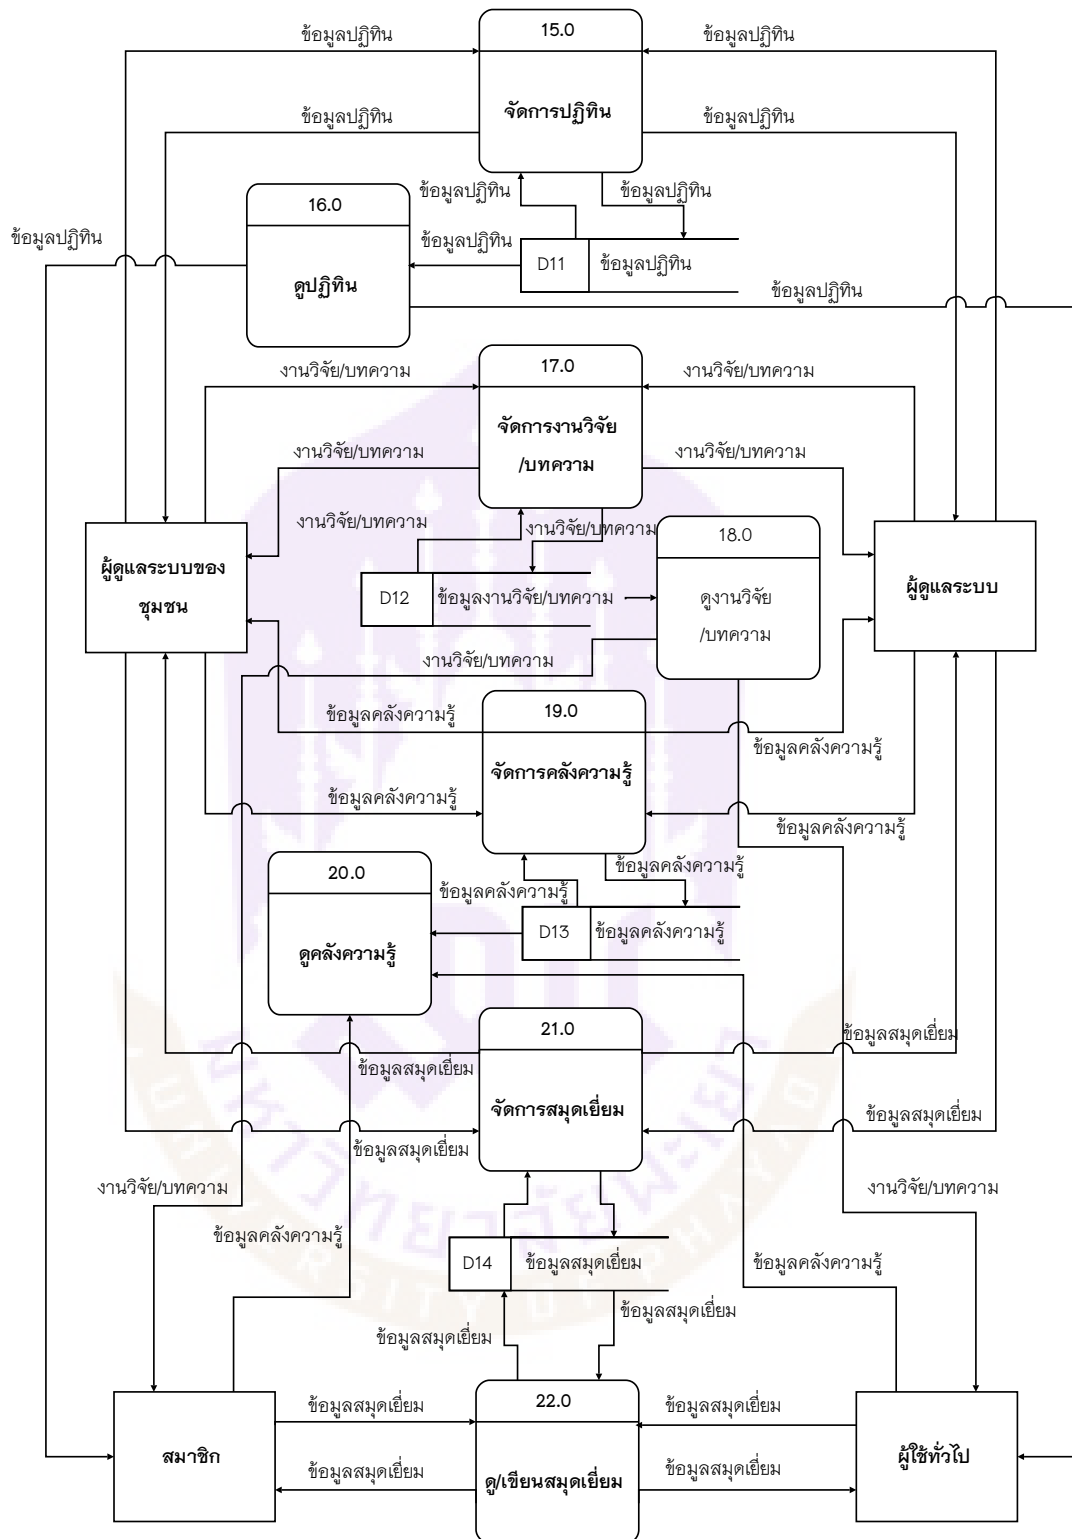 ข้อมูลปฏิทิน
15.0
ข้อมูลปฏิทิน
จัดการปฏิทิน
ข้อมูลปฏิทิน
ข้อมูลปฏิทิน
16.0
ข้อมูลปฏิทิน
ข้อมูลปฏิทิน
ข้อมูลปฏิทิน
ข้อมูลปฏิทิน
D11
ข้อมูลปฏิทิน
ดูปฏิทิน
ข้อมูลปฏิทิน
งานวิจัย/บทความ
17.0
งานวิจัย/บทความ
จัดการงานวิจัย
/บทความ
งานวิจัย/บทความ
งานวิจัย/บทความ
งานวิจัย/บทความ
งานวิจัย/บทความ
18.0
ผู้ดูแลระบบของ
ชุมชน
D12
ข้อมูลงานวิจัย/บทความ
ดูงานวิจัย
/บทความ
ผู้ดูแลระบบ
งานวิจัย/บทความ
ข้อมูลคลังความรู้
19.0
ข้อมูลคลังความรู้
จัดการคลังความรู้
ข้อมูลคลังความรู้
ข้อมูลคลังความรู้
20.0
ข้อมูลคลังความรู้
ข้อมูลคลังความรู้
D13
ข้อมูลคลังความรู้
ดูคลังความรู้
21.0
ข้อมูลสมุดเยี่ยม
ข้อมูลสมุดเยี่ยม
จัดการสมุดเยี่ยม
ข้อมูลสมุดเยี่ยม
ข้อมูลสมุดเยี่ยม
งานวิจัย/บทความ
งานวิจัย/บทความ
ข้อมูลคลังความรู้
D14
ข้อมูลสมุดเยี่ยม
ข้อมูลคลังความรู้
ข้อมูลสมุดเยี่ยม
ข้อมูลสมุดเยี่ยม
ข้อมูลสมุดเยี่ยม
22.0
ข้อมูลสมุดเยี่ยม
สมาชิก
ผู้ใช้ทั่วไป
ข้อมูลสมุดเยี่ยม
ดู/เขียนสมุดเยี่ยม
ข้อมูลสมุดเยี่ยม
มหาวิทยาลัยพะเยา
UNIVERSITY OF PHAYAO